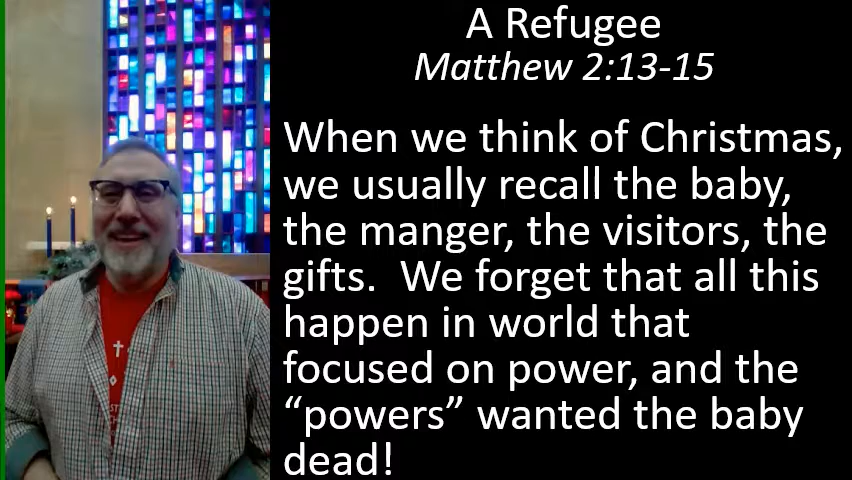 A Refugee
Matthew 2:13-15
When we think of Christmas,
we usually recall the baby,
the manger, the visitors, the
gifts.  We forget that all this
happen in world that
focused on power, and the
“powers” wanted the baby
dead!